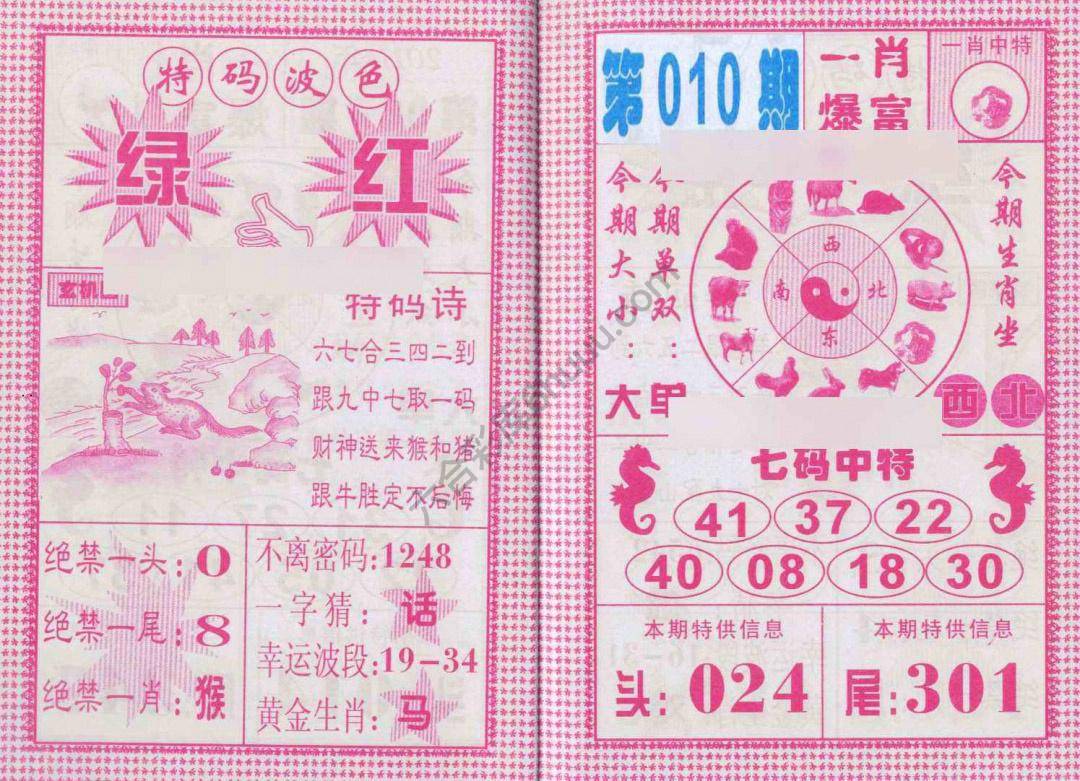 特码波色
绿 红
特码诗
六七合三四二到
跟九中七取一码
财神送来猴和猪
跟牛胜定不后悔
绝禁一头:0
绝禁一尾:8
绝禁一肖:猴
不离密码:1248
一字猜:话
幸运波段:19-34
黄金生肖:马
第010期
一肖
爆富
一肖中特
今期大小:大
今期单双:单
今期生肖坐
西北
西
南 北
东
七码中特
41 37 22
40 08 18 30
本期特供信息
头:024
本期特供信息
尾:301